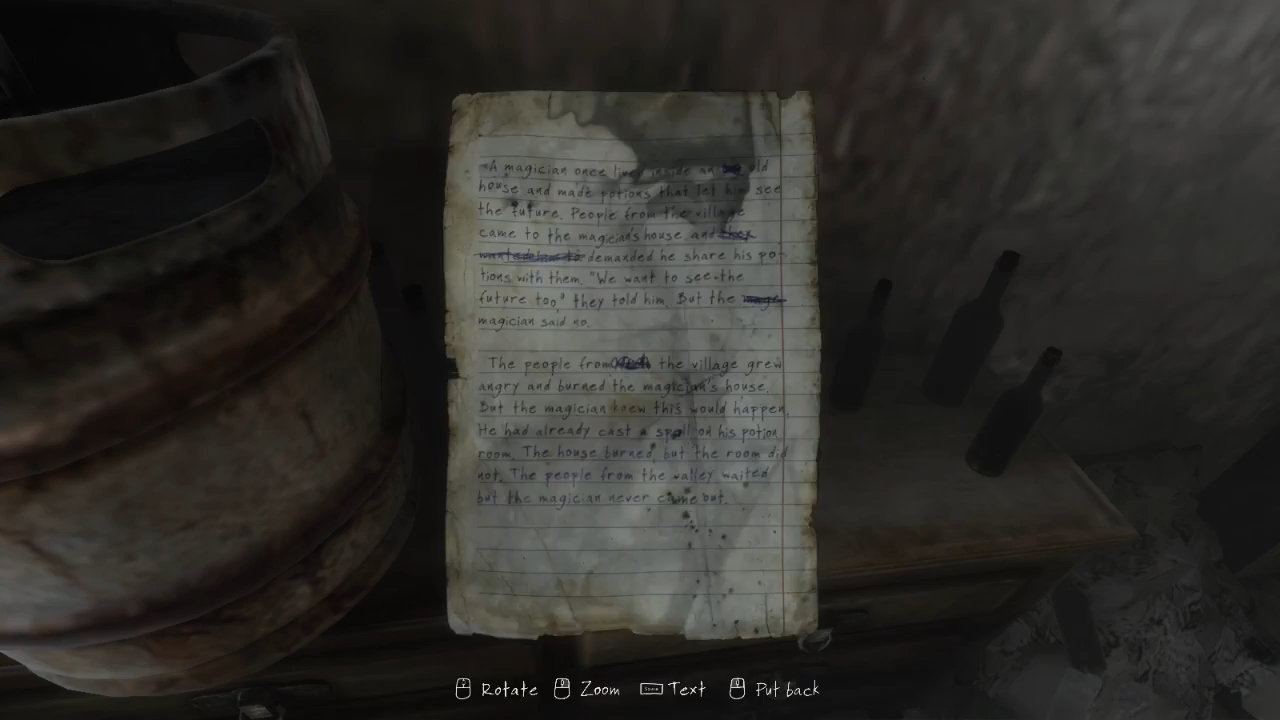 "A magician once lived inside an old
house and made potions that let him see
the future. People from the village
came to the magician's house and they
wanted him to demanded he share his po-
tions with them. "We want to see the
future too" they told him. But the mage
magician said no.
The people from the village grew
angry and burned the magician's house.
But the magician knew this would happen.
He had already cast a spell on his potion
room. The house burned, but the room did
not. The people from the valley waited
but the magician never came out.
Rotate Zoom Text Put back